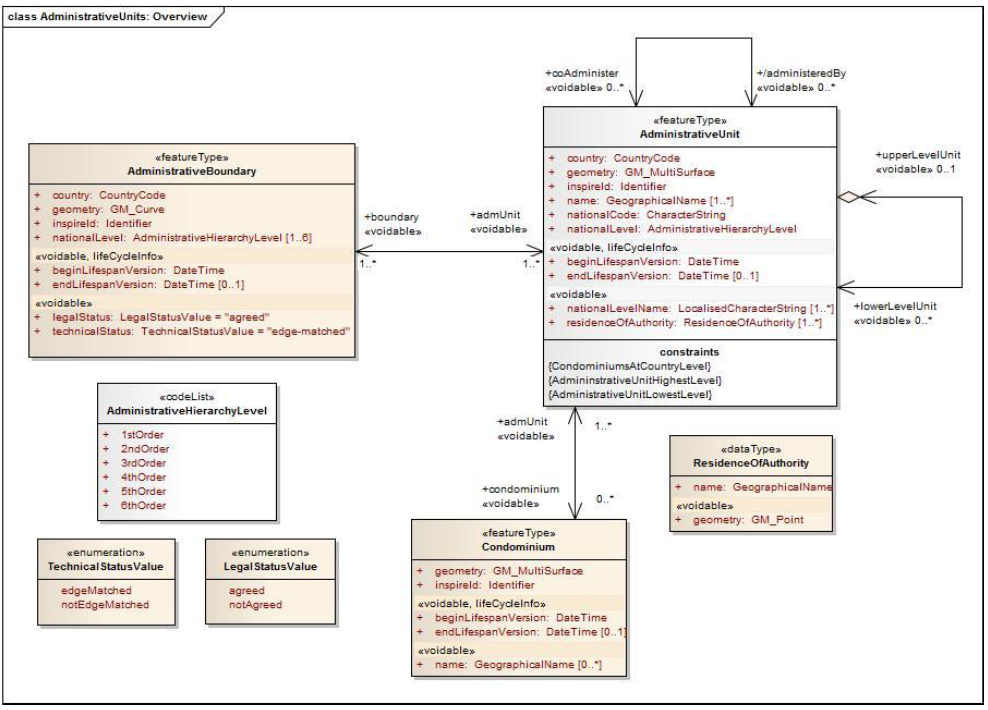 class AdministrativeUnits: Overview
+coAdminister
«voidable» 0..*
+/administeredBy
«voidable» 0..*
«featureType»
AdministrativeUnit
+ country: CountryCode
+ geometry: GM_MultiSurface
+ inspireId: Identifier
+ name: GeographicalName [1..*]
+ nationalCode: CharacterString
+ nationalLevel: AdministrativeHierarchyLevel
«voidable, lifeCycleInfo»
+ beginLifespanVersion: DateTime
+ endLifespanVersion: DateTime [0..1]
«voidable»
+ nationalLevelName: LocalisedCharacterString [1..*]
+ residenceOfAuthority: ResidenceOfAuthority [1..*]
constraints
{CondominiumsAtCountryLevel}
{AdmininstrativeUnitHighestLevel}
{AdministrativeUnitLowestLevel}
+upperLevelUnit
«voidable» 0..1
+lowerLevelUnit
«voidable» 0..*
«featureType»
AdministrativeBoundary
+ country: CountryCode
+ geometry: GM_Curve
+ inspireId: Identifier
+ nationalLevel: AdministrativeHierarchyLevel [1..6]
«voidable, lifeCycleInfo»
+ beginLifespanVersion: DateTime
+ endLifespanVersion: DateTime [0..1]
«voidable»
+ legalStatus: LegalStatusValue = "agreed"
+ technicalStatus: TechnicalStatusValue = "edge-matched"
+boundary
«voidable»
1..*
+admUnit
«voidable»
1..*
«codeList»
AdministrativeHierarchyLevel
+ 1stOrder
+ 2ndOrder
+ 3rdOrder
+ 4thOrder
+ 5thOrder
+ 6thOrder
+admUnit
«voidable»
1..*
+condominium
«voidable»
0..*
«dataType»
ResidenceOfAuthority
+ name: GeographicalName
«voidable»
+ geometry: GM_Point
«enumeration»
TechnicalStatusValue
edgeMatched
notEdgeMatched
«enumeration»
LegalStatusValue
agreed
notAgreed
«featureType»
Condominium
+ geometry: GM_MultiSurface
+ inspireId: Identifier
«voidable, lifeCycleInfo»
+ beginLifespanVersion: DateTime
+ endLifespanVersion: DateTime [0..1]
«voidable»
+ name: GeographicalName [0..*]